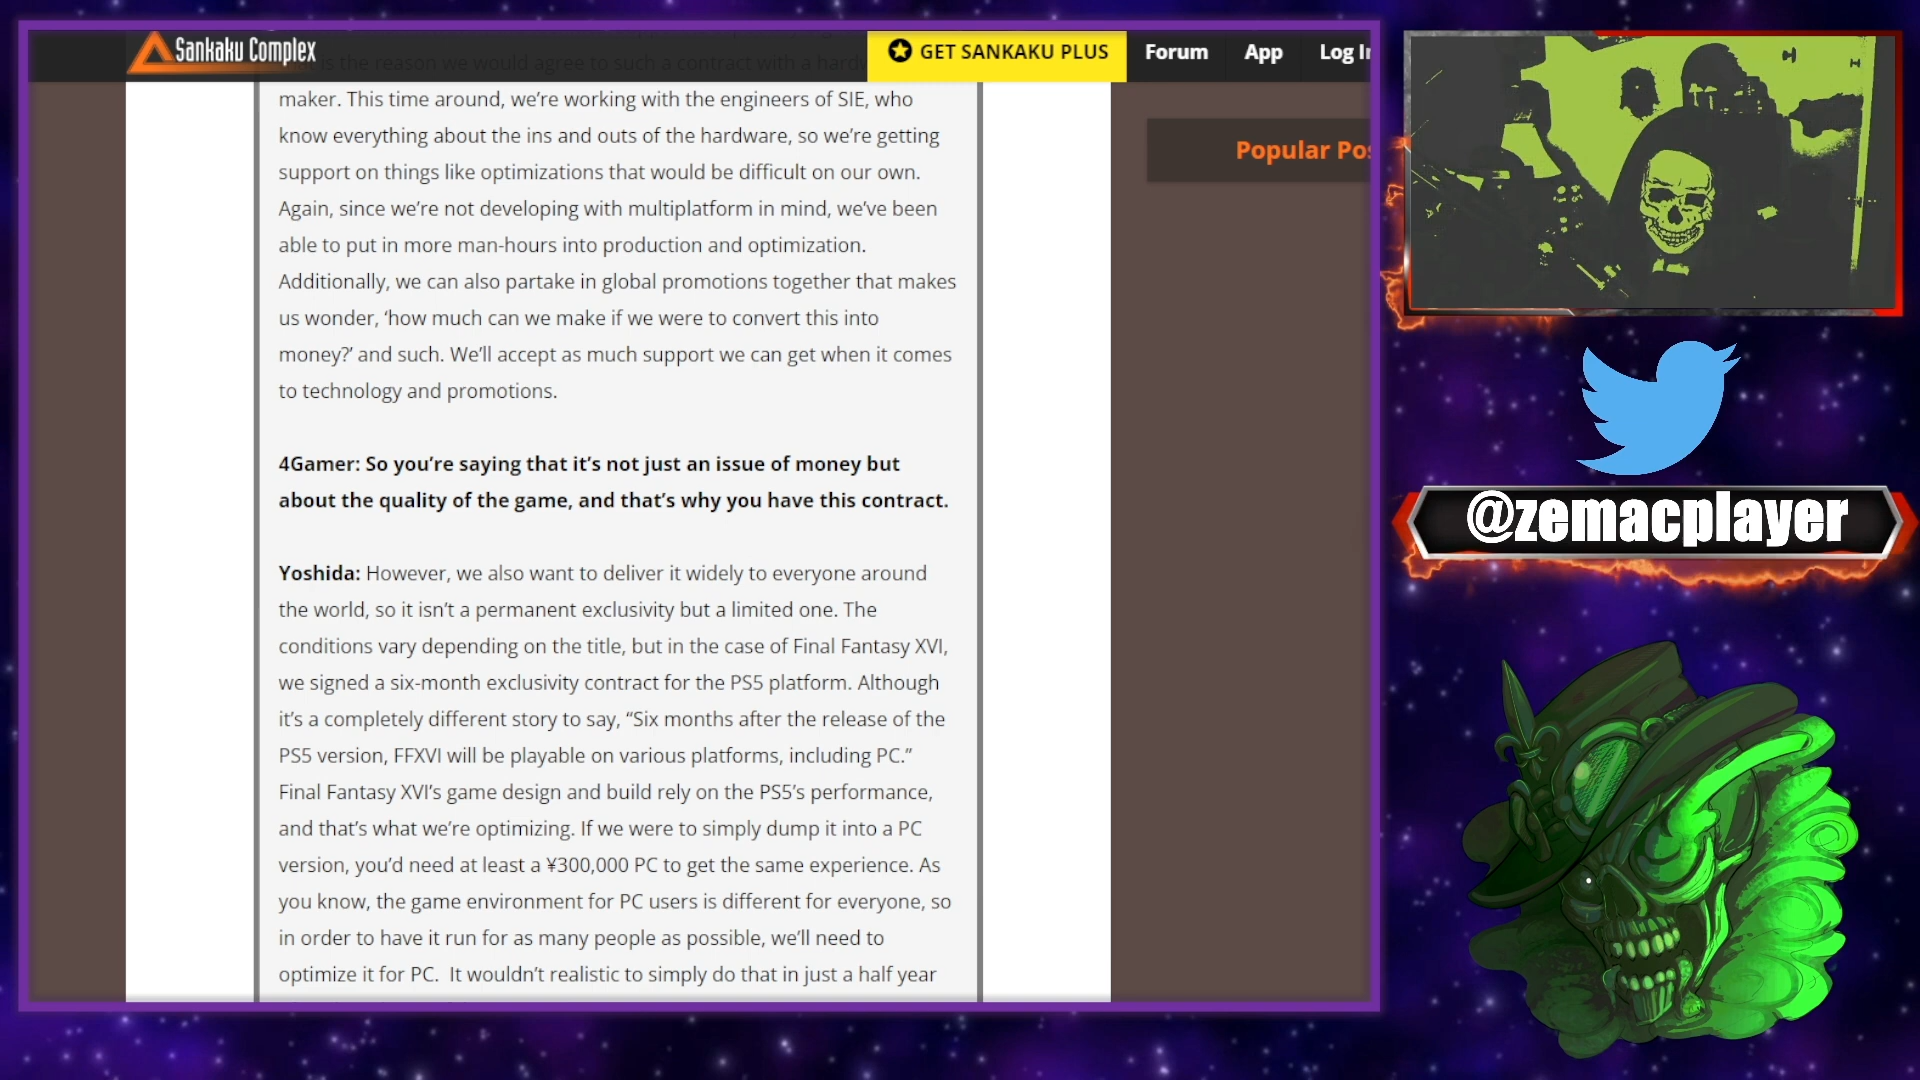 Sankaku Complex
GET SANKAKU PLUS
Forum
App
Log In
is the reason we would agree to such a contract with a hardw
maker. This time around, we’re working with the engineers of SIE, who
know everything about the ins and outs of the hardware, so we’re getting
support on things like optimizations that would be difficult on our own.
Again, since we’re not developing with multiplatform in mind, we’ve been
able to put in more man-hours into production and optimization.
Additionally, we can also partake in global promotions together that makes
us wonder, ‘how much can we make if we were to convert this into
money?’ and such. We’ll accept as much support we can get when it comes
to technology and promotions.
4Gamer: So you’re saying that it’s not just an issue of money but
about the quality of the game, and that’s why you have this contract.
Yoshida: However, we also want to deliver it widely to everyone around
the world, so it isn’t a permanent exclusivity but a limited one. The
conditions vary depending on the title, but in the case of Final Fantasy XVI,
we signed a six-month exclusivity contract for the PS5 platform. Although
it’s a completely different story to say, “Six months after the release of the
PS5 version, FFXVI will be playable on various platforms, including PC.”
Final Fantasy XVI’s game design and build rely on the PS5’s performance,
and that’s what we’re optimizing. If we were to simply dump it into a PC
version, you’d need at least a ¥300,000 PC to get the same experience. As
you know, the game environment for PC users is different for everyone, so
in order to have it run for as many people as possible, we’ll need to
optimize it for PC.  It wouldn’t realistic to simply do that in just a half year
Popular Pos
@zemacplayer